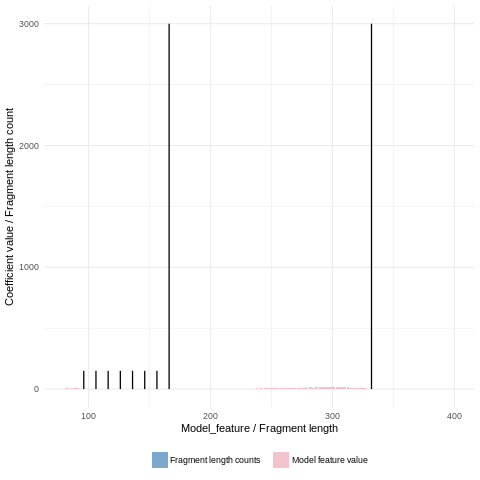 Coefficient value / Fragment length count
3000
2000
1000
0
100 200 300 400
Model_feature / Fragment length
Fragment length counts Model feature value